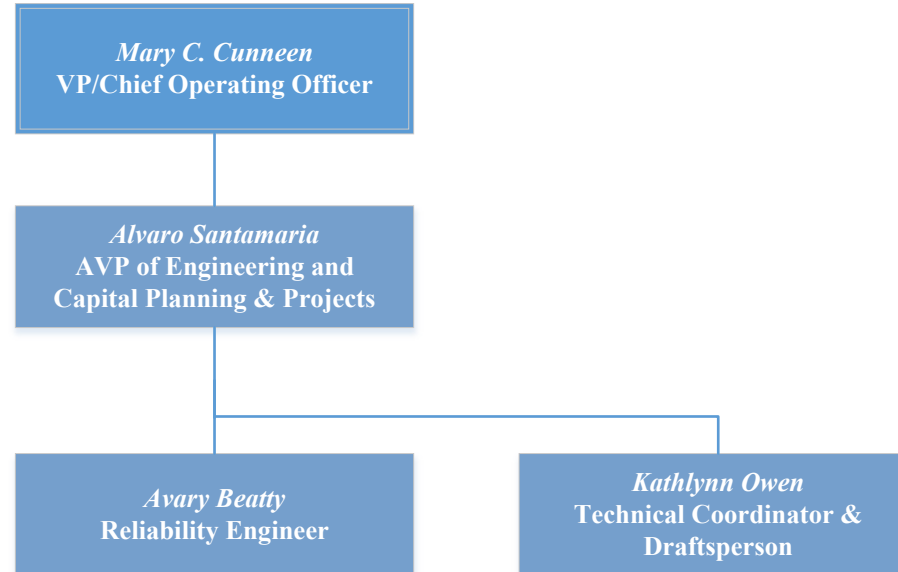 Mary C. Cunneen
VP/Chief Operating Officer
Alvaro Santamaria
AVP of Engineering and
Capital Planning & Projects
Avary Beatty
Reliability Engineer
Kathlynn Owen
Technical Coordinator &
Draftsperson